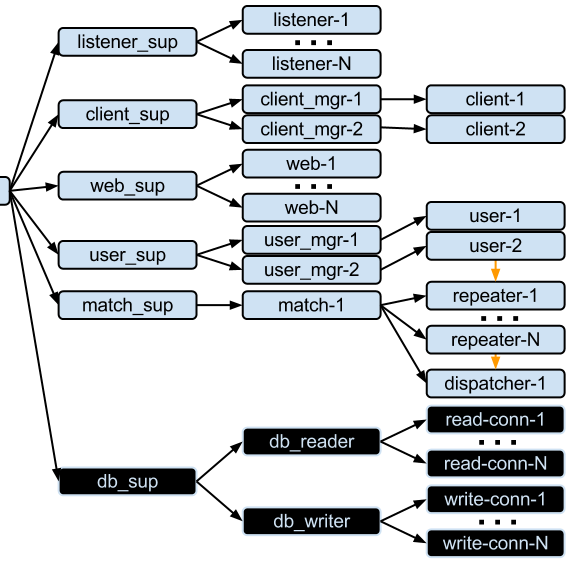 listener_sup
listener-1
. . .
listener-N
client_sup
client_mgr-1
client-1
client_mgr-2
client-2
web_sup
web-1
. . .
web-N
user_sup
user_mgr-1
user-1
user_mgr-2
user-2
match_sup
match-1
repeater-1
. . .
repeater-N
dispatcher-1
db_sup
db_reader
read-conn-1
. . .
read-conn-N
db_writer
write-conn-1
. . .
write-conn-N